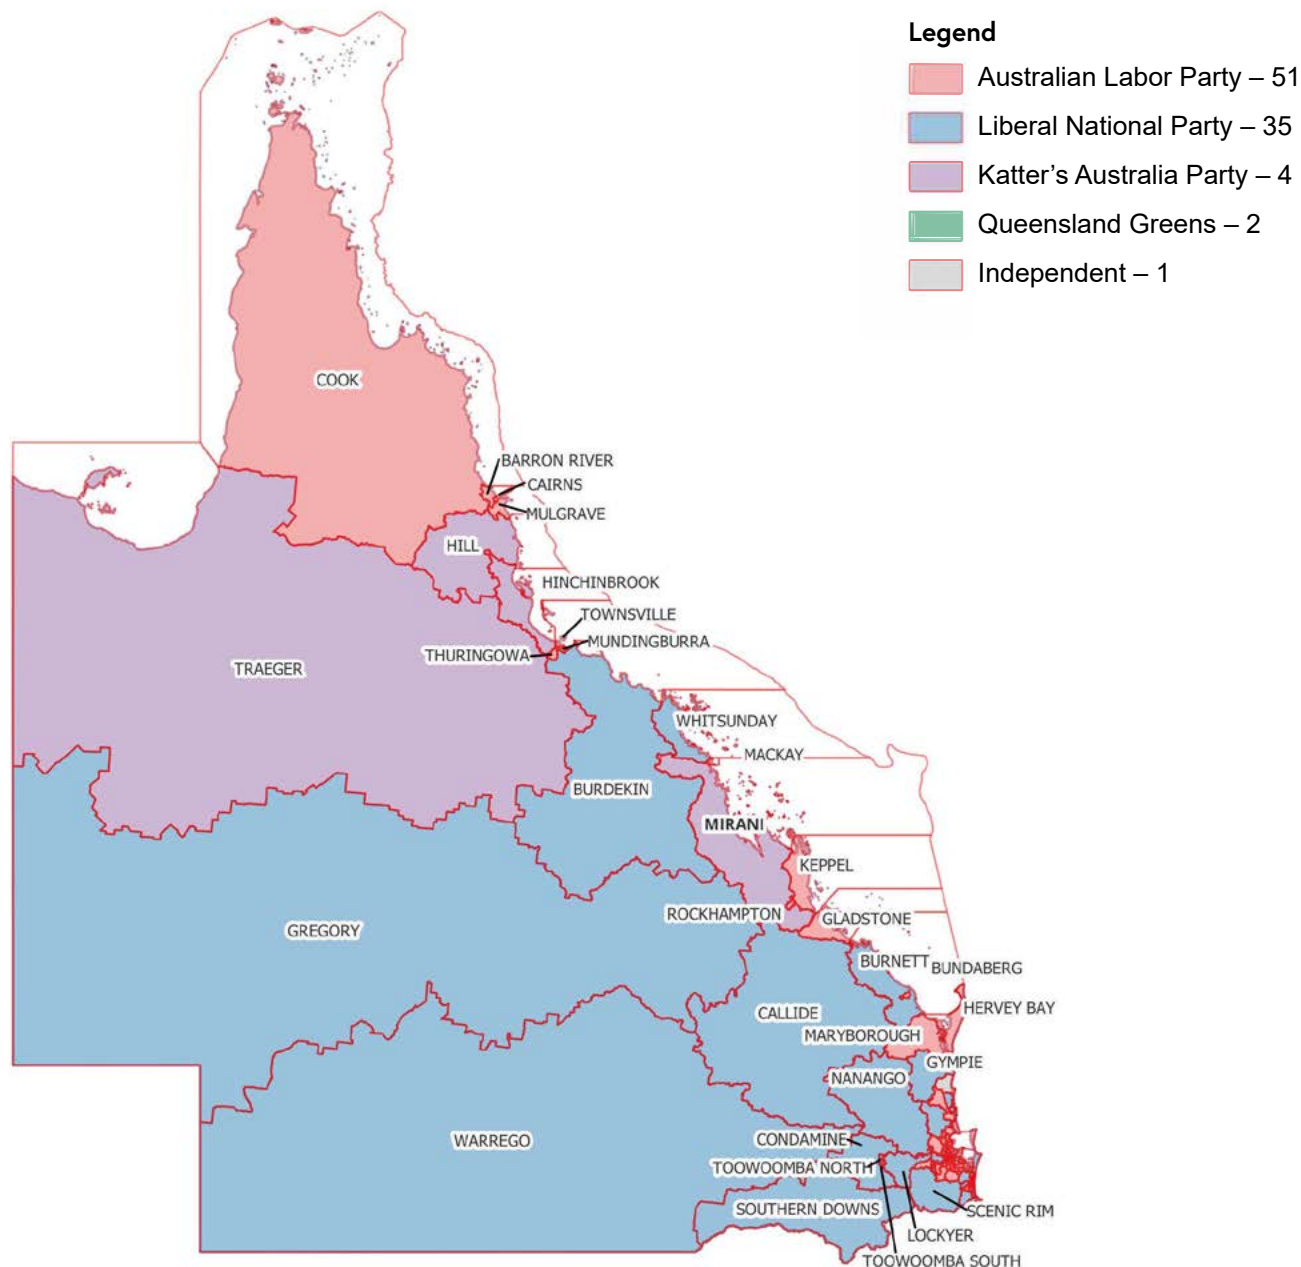 Legend
Australian Labor Party – 51
Liberal National Party – 35
Katter’s Australia Party – 4
Queensland Greens – 2
Independent – 1
COOK
BARRON RIVER
CAIRNS
MULGRAVE
HILL
HINCHINBROOK
TOWNSVILLE
MUNDINGBURRA
THURINGOWA
TRAEGER
WHITSUNDAY
MACKAY
BURDEKIN
MIRANI
KEPPEL
ROCKHAMPTON
GLADSTONE
GREGORY
BURNETT
BUNDABERG
HERVEY BAY
CALLIDE
MARYBOROUGH
GYMPIE
NANANGO
WARREGO
CONDAMINE
TOOWOOMBA NORTH
SOUTHERN DOWNS
SCENIC RIM
LOCKYER
TOOWOOMBA SOUTH